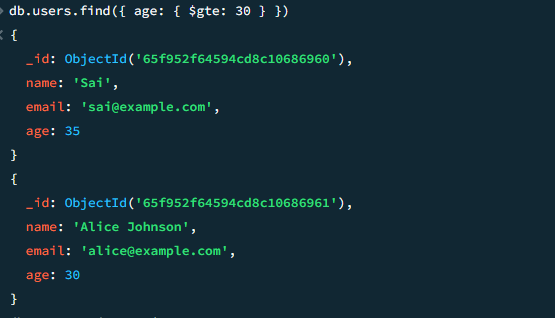 db.users.find({ age: { $gte: 30 } })
{
_id: ObjectId('65f952f64594cd8c10686960'),
name: 'Sai',
email: 'sai@example.com',
age: 35
}
{
_id: ObjectId('65f952f64594cd8c10686961'),
name: 'Alice Johnson',
email: 'alice@example.com',
age: 30
}